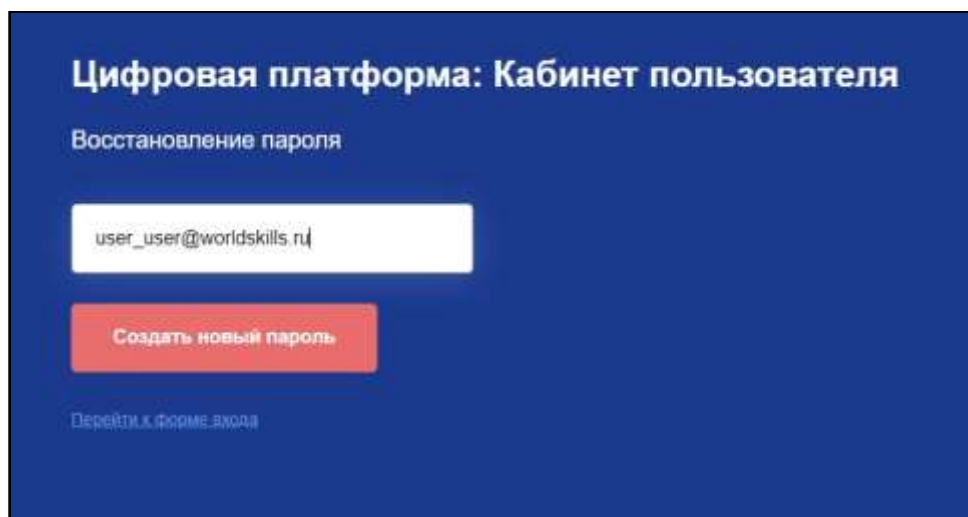 Цифровая платформа: Кабинет пользователя
Восстановление пароля
user_user@worldskills.ru
Создать новый пароль
Перейти к форме входа